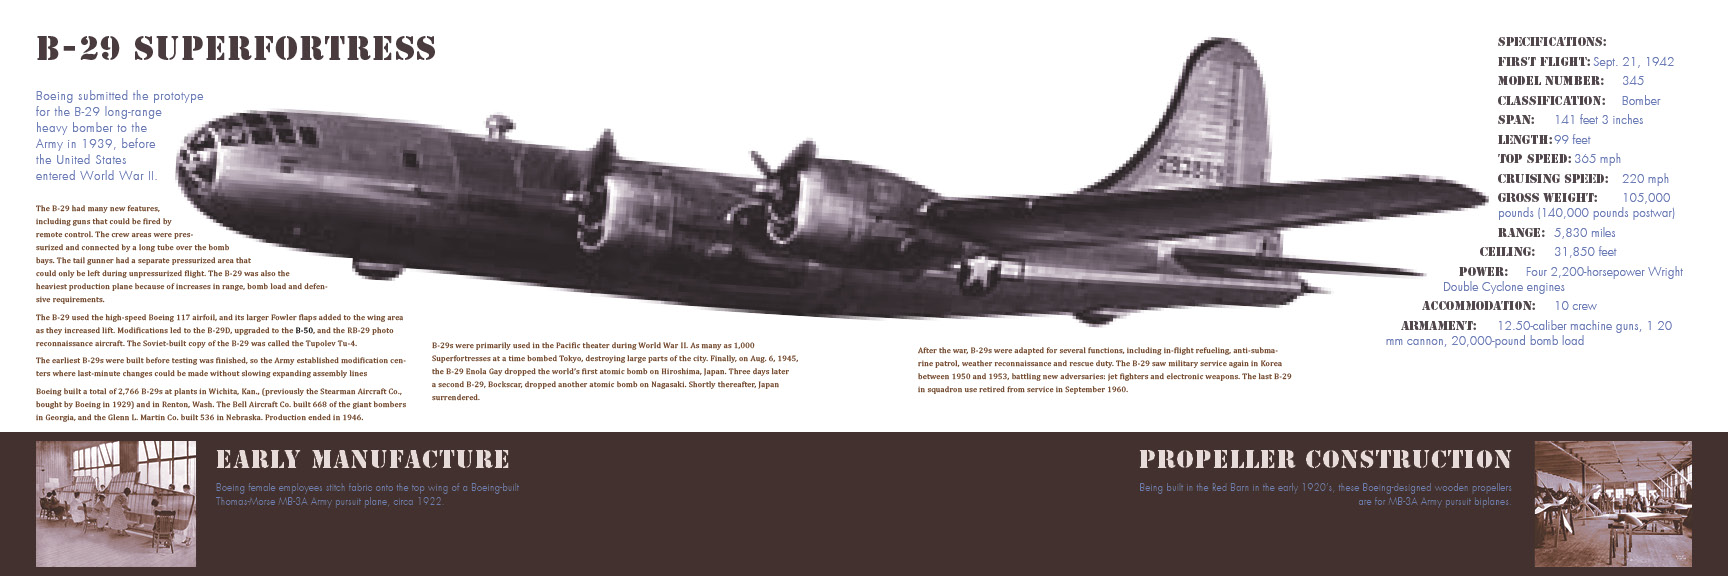 B-29 SUPERFORTRESS
Boeing submitted the prototype
for the B-29 long-range
heavy bomber to the
Army in 1939, before
the United States
entered World War II.
The B-29 had many new features,
including guns that could be fired by
remote control. The crew areas were pres-
surized and connected by a long tube over the bomb
bays. The tail gunner had a separate pressurized area that
could only be left during unpressurized flight. The B-29 was also the
heaviest production plane because of increases in range, bomb load and defen-
sive requirements.
The B-29 used the high-speed Boeing 117 airfoil, and its larger Fowler flaps added to the wing area
as they increased lift. Modifications led to the B-29D, upgraded to the B-50, and the RB-29 photo
reconnaissance aircraft. The Soviet-built copy of the B-29 was called the Tupolev Tu-4.
The earliest B-29s were built before testing was finished, so the Army established modification cen-
ters where last-minute changes could be made without slowing expanding assembly lines
Boeing built a total of 2,766 B-29s at plants in Wichita, Kan., (previously the Stearman Aircraft Co.,
bought by Boeing in 1929) and in Renton, Wash. The Bell Aircraft Co. built 668 of the giant bombers
in Georgia, and the Glenn L. Martin Co. built 536 in Nebraska. Production ended in 1946.
B-29s were primarily used in the Pacific theater during World War II. As many as 1,000
Superfortresses at a time bombed Tokyo, destroying large parts of the city. Finally, on Aug. 6, 1945,
the B-29 Enola Gay dropped the world's first atomic bomb on Hiroshima, Japan. Three days later
a second B-29, Bockscar, dropped another atomic bomb on Nagasaki. Shortly thereafter, Japan
surrendered.
After the war, B-29s were adapted for several functions, including in-flight refueling, anti-subma-
rine patrol, weather reconnaissance and rescue duty. The B-29 saw military service again in Korea
between 1950 and 1953, battling new adversaries: jet fighters and electronic weapons. The last B-29
in squadron use retired from service in September 1960.
SPECIFICATIONS:
FIRST FLIGHT: Sept. 21, 1942
MODEL NUMBER: 345
CLASSIFICATION: Bomber
SPAN: 141 feet 3 inches
LENGTH: 99 feet
TOP SPEED: 365 mph
CRUISING SPEED: 220 mph
GROSS WEIGHT: 105,000
pounds (140,000 pounds postwar)
RANGE: 5,830 miles
CEILING: 31,850 feet
POWER: Four 2,200-horsepower Wright
Double Cyclone engines
ACCOMMODATION: 10 crew
ARMAMENT: 12.50-caliber machine guns, 1 20
mm cannon, 20,000-pound bomb load
EARLY MANUFACTURE
Boeing female employees stitch fabric onto the top wing of a Boeing-built
Thomas-Morse MB-3A Army pursuit plane, circa 1922.
PROPELLER CONSTRUCTION
Being built in the Red Barn in the early 1920's, these Boeing-designed wooden propellers
are for MB-3A Army pursuit biplanes.